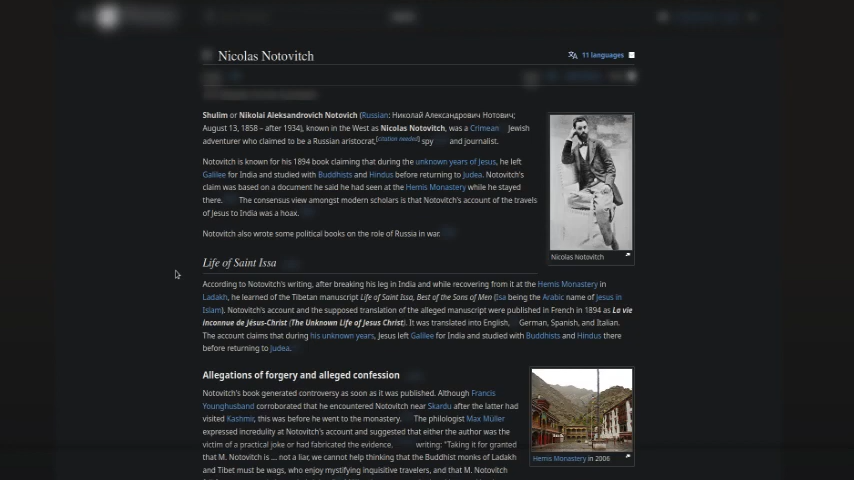 Nicolas Notovitch
11 languages
Shulim or Nikolai Aleksandrovich Notovich (Russian: Николай Александрович Нотович;
August 13, 1858 – after 1934), known in the West as Nicolas Notovitch, was a Crimean Jewish
adventurer who claimed to be a Russian aristocrat,[citation needed] spy and journalist.
Notovitch is known for his 1894 book claiming that during the unknown years of Jesus, he left
Galilee for India and studied with Buddhists and Hindus before returning to Judea. Notovitch's
claim was based on a document he said he had seen at the Hemis Monastery while he stayed
there. The consensus view amongst modern scholars is that Notovitch's account of the travels
of Jesus to India was a hoax.
Notovitch also wrote some political books on the role of Russia in war.
Nicolas Notovitch
Life of Saint Issa
According to Notovitch's writing, after breaking his leg in India and while recovering from it at the Hemis Monastery in
Ladakh, he learned of the Tibetan manuscript Life of Saint Issa, Best of the Sons of Men (Isa being the Arabic name of Jesus in
Islam). Notovitch's account and the supposed translation of the alleged manuscript were published in French in 1894 as La vie
inconnue de Jésus-Christ (The Unknown Life of Jesus Christ). It was translated into English, German, Spanish, and Italian.
The account claims that during his unknown years, Jesus left Galilee for India and studied with Buddhists and Hindus there
before returning to Judea.
Allegations of forgery and alleged confession
Notovitch's book generated controversy as soon as it was published. Although Francis
Younghusband corroborated that he encountered Notovitch near Skardu after the latter had
visited Kashmir, this was before he went to the monastery. The philologist Max Müller
expressed incredulity at Notovitch's account and suggested that either the author was the
victim of a practical joke or had fabricated the evidence. writing: "Taking it for granted
that M. Notovitch is ... not a liar, we cannot help thinking that the Buddhist monks of Ladakh
and Tibet must be wags, who enjoy mystifying inquisitive travelers, and that M. Notovitch
Hemis Monastery in 2006